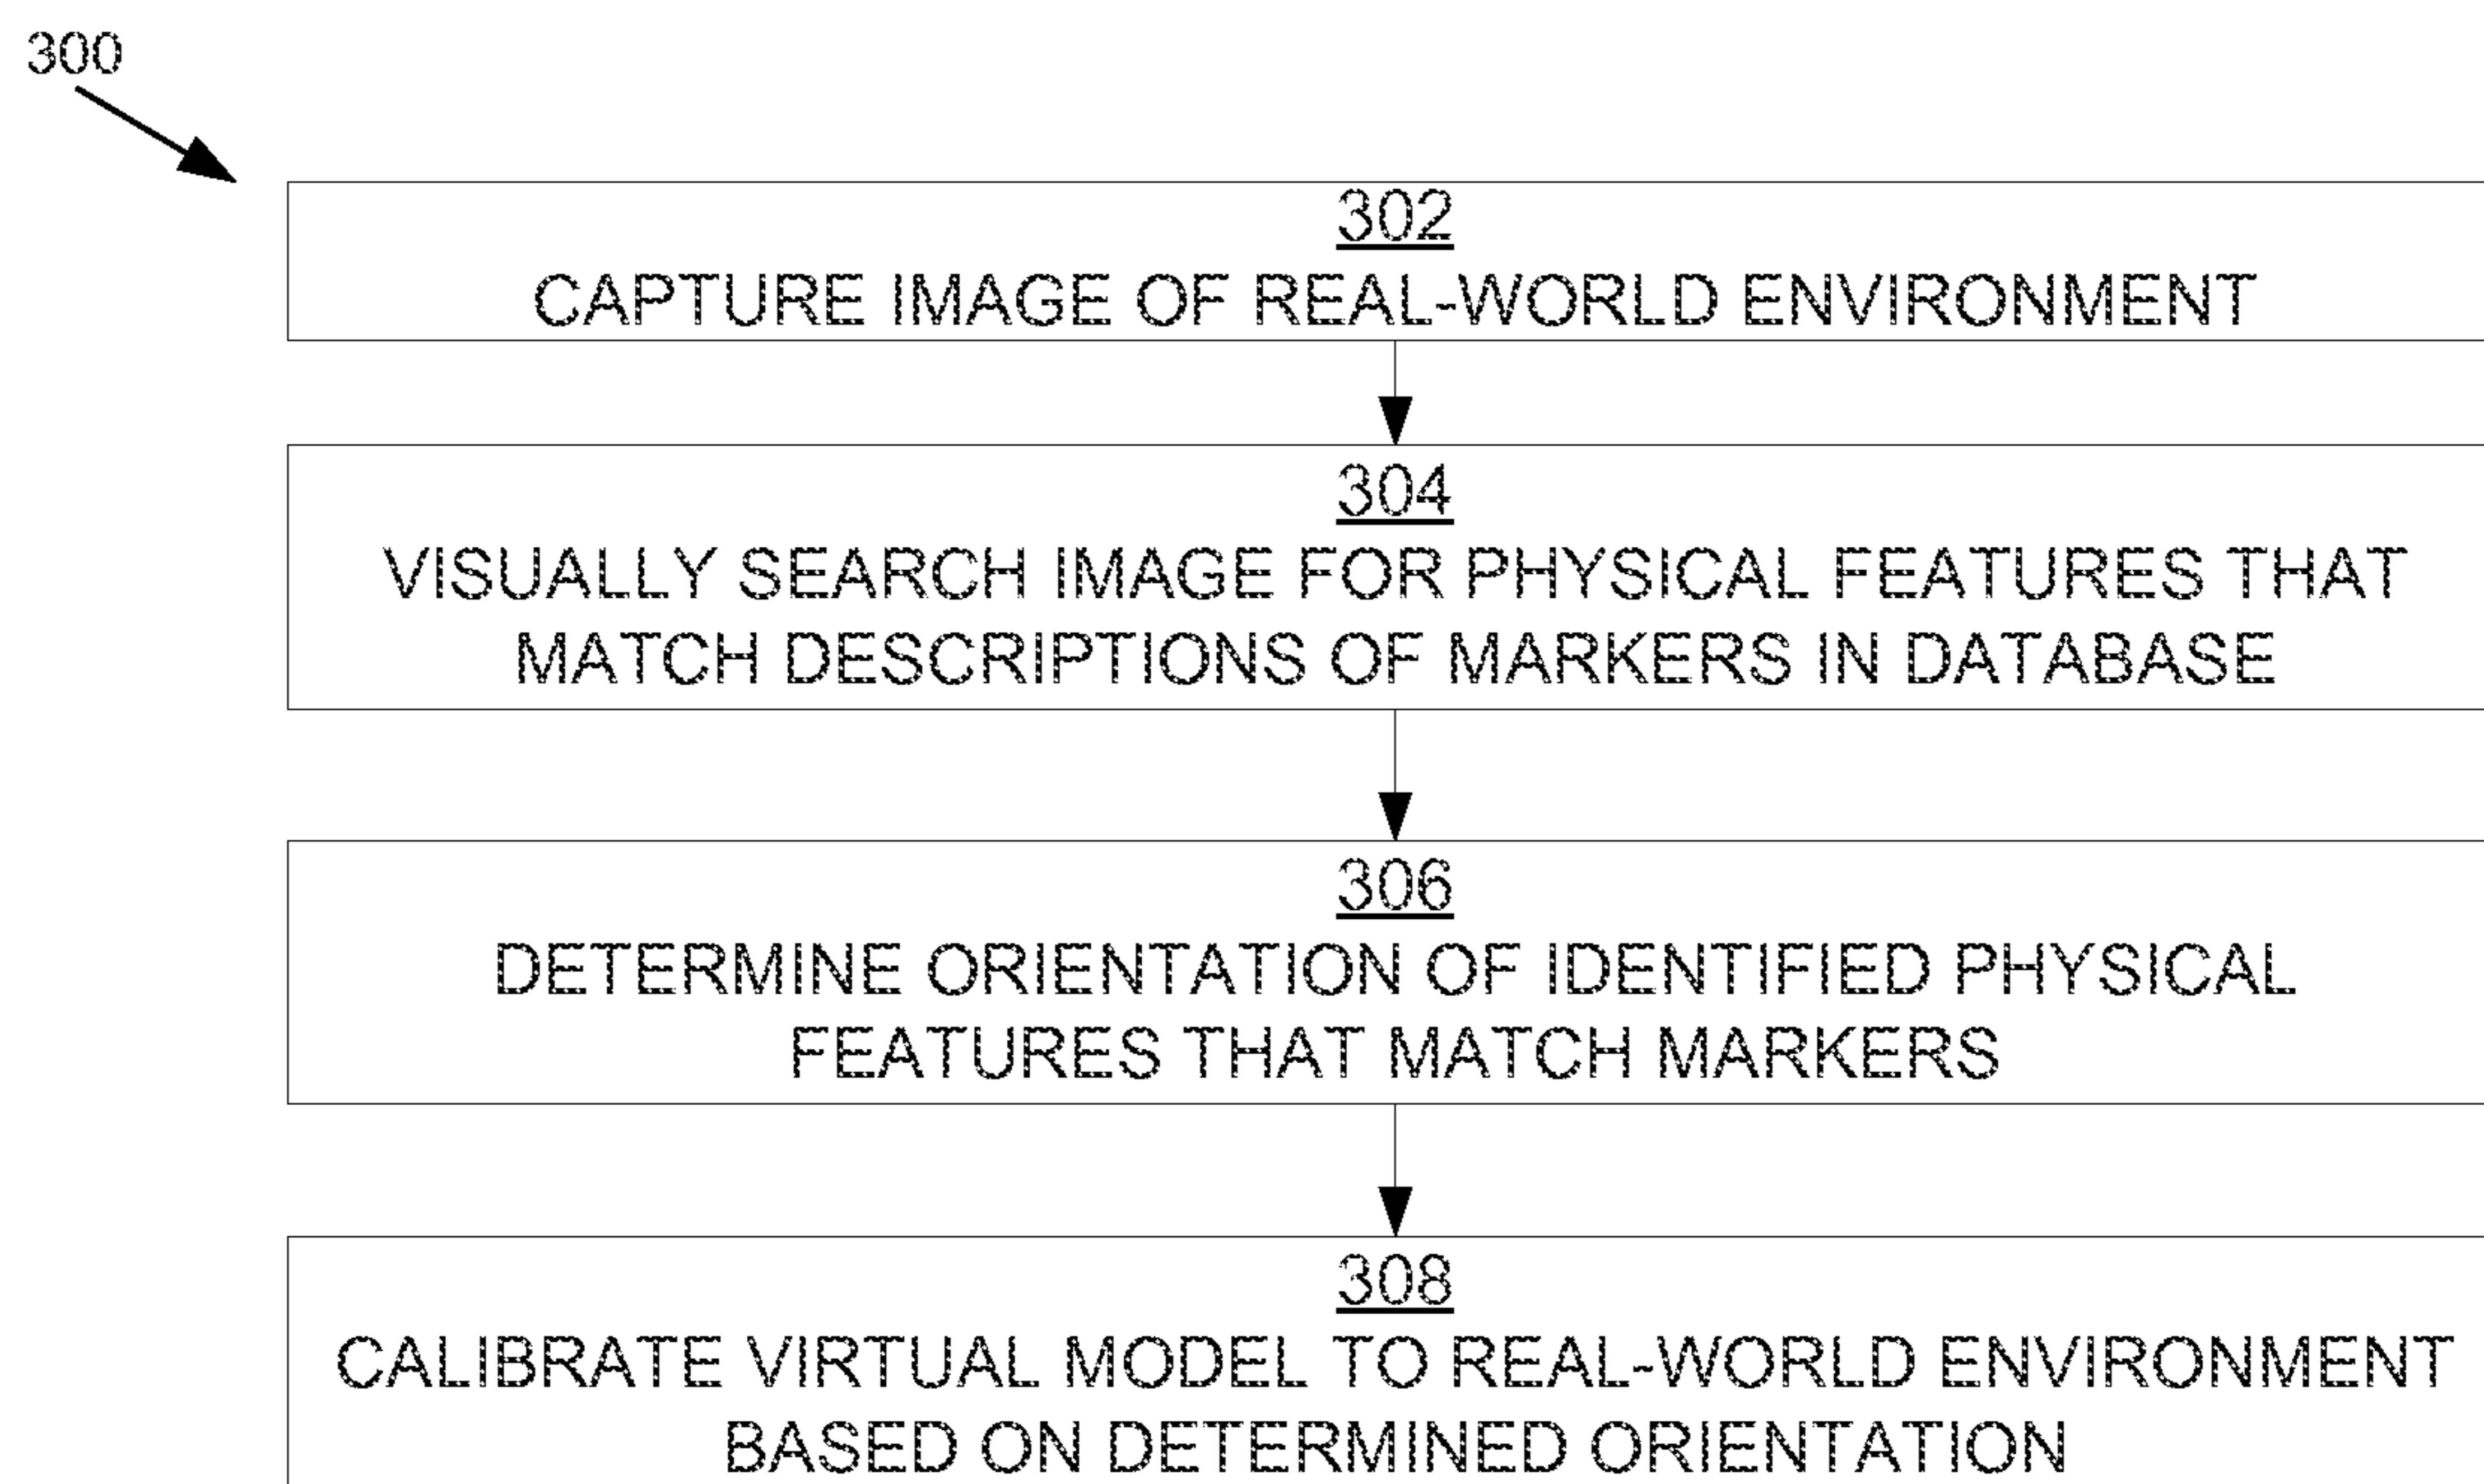 300
302
CAPTURE IMAGE OF REAL-WORLD ENVIRONMENT
304
VISUALLY SEARCH IMAGE FOR PHYSICAL FEATURES THAT
MATCH DESCRIPTIONS OF MARKERS IN DATABASE
306
DETERMINE ORIENTATION OF IDENTIFIED PHYSICAL
FEATURES THAT MATCH MARKERS
308
CALIBRATE VIRTUAL MODEL TO REAL-WORLD ENVIRONMENT
BASED ON DETERMINED ORIENTATION